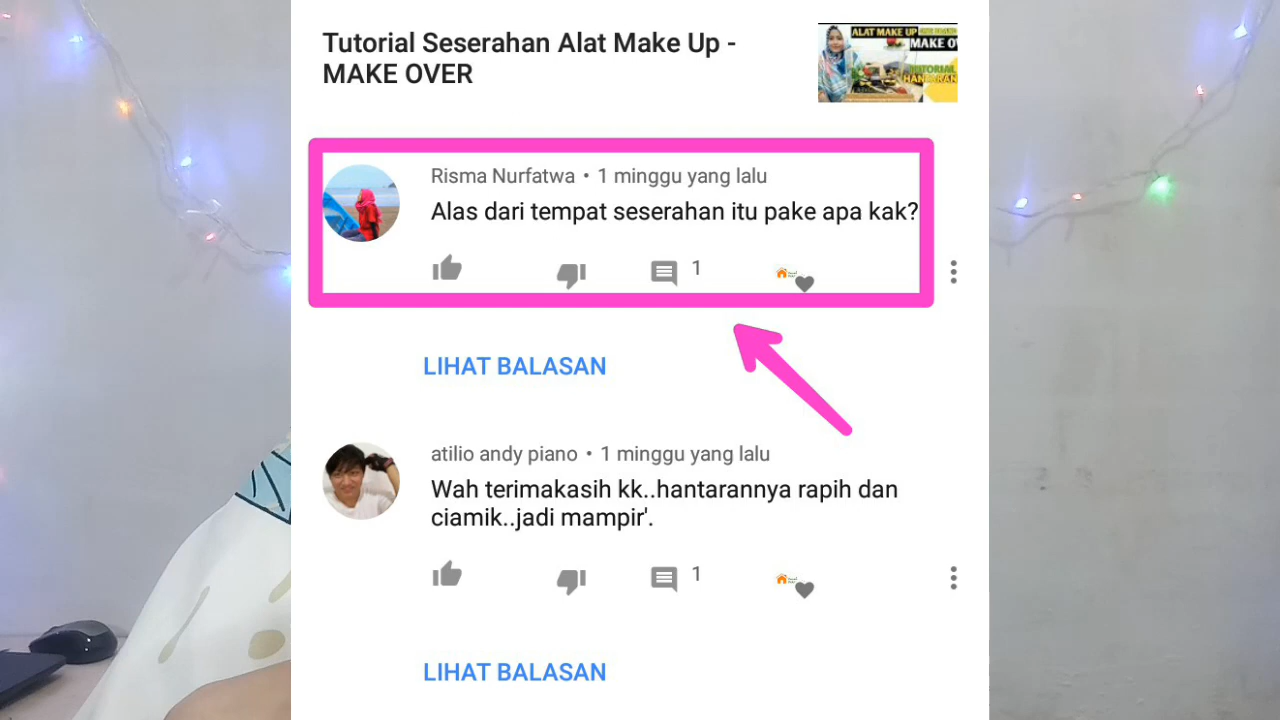 Tutorial Seserahan Alat Make Up -
MAKE OVER
ALAT MAKE UP
MAKE OV
TUTORIAL
HANTARAN
Risma Nurfatwa • 1 minggu yang lalu
Alas dari tempat seserahan itu pake apa kak?
1
LIHAT BALASAN
atilio andy piano • 1 minggu yang lalu
Wah terimakasih kk..hantarannya rapih dan
ciamik..jadi mampir'.
1
LIHAT BALASAN